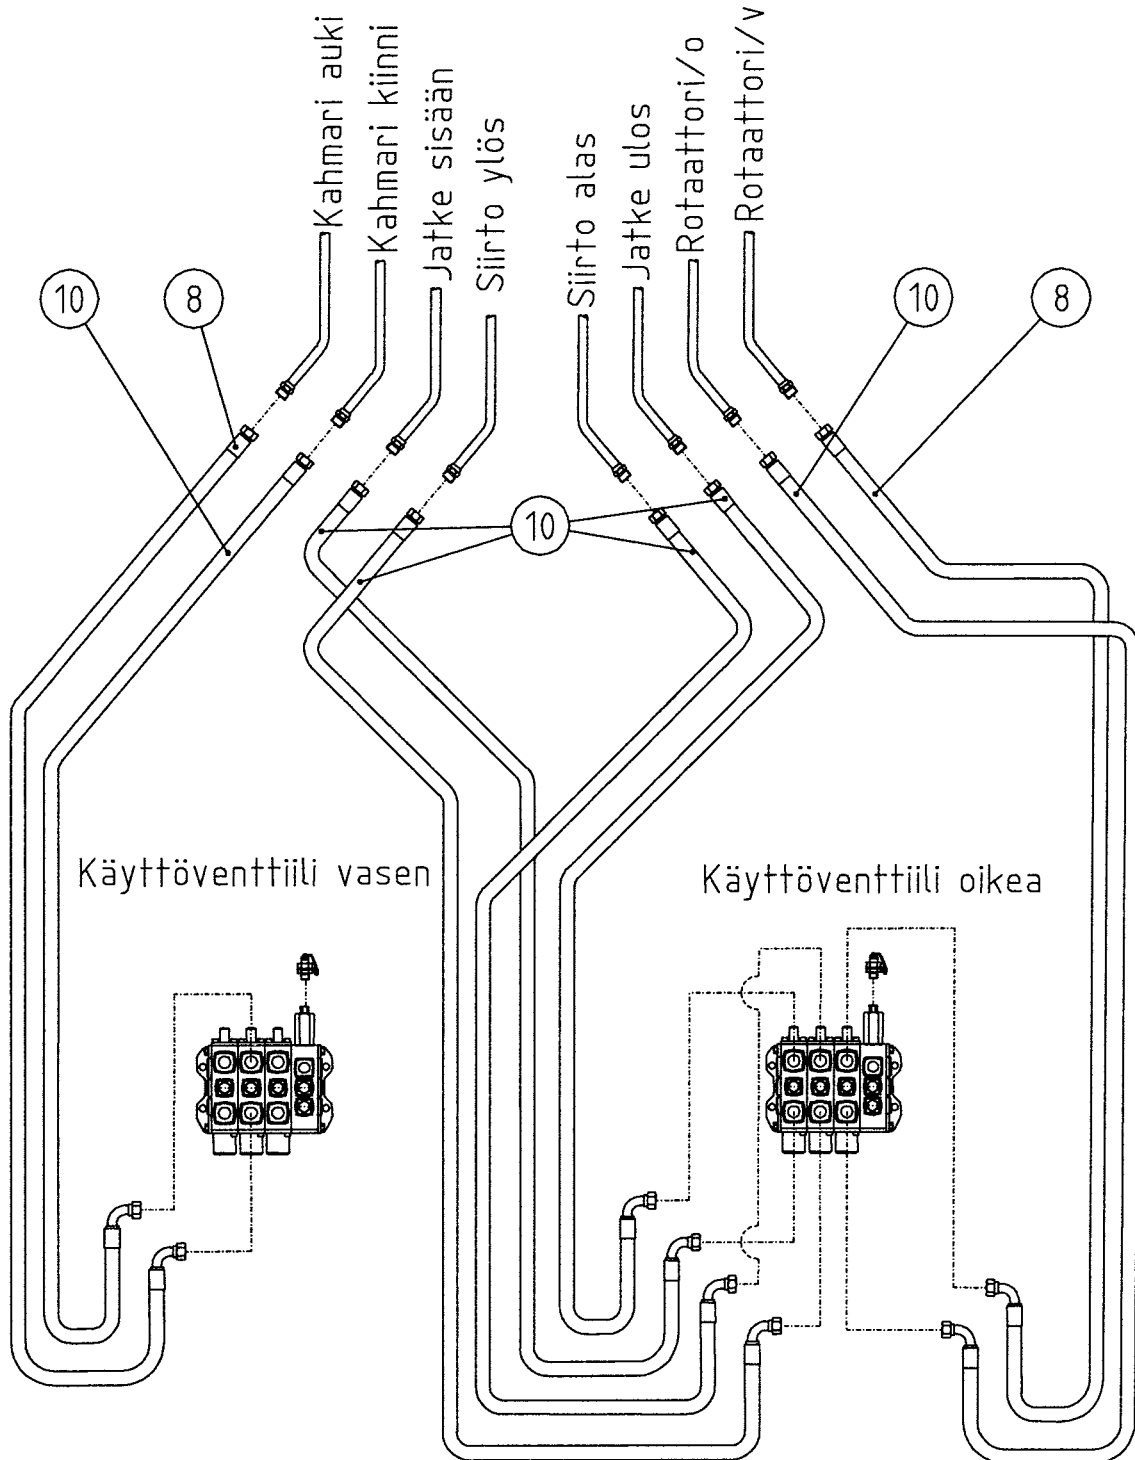 Kahmari auki
Kahmari kiinni
Jatke sisään
Siirto ylös
Siirto alas
Jatke ulos
Rotaattori/o
Rotaattori/v
10
8
10
8
10
Käyttöventtiili vasen
Käyttöventtiili oikea